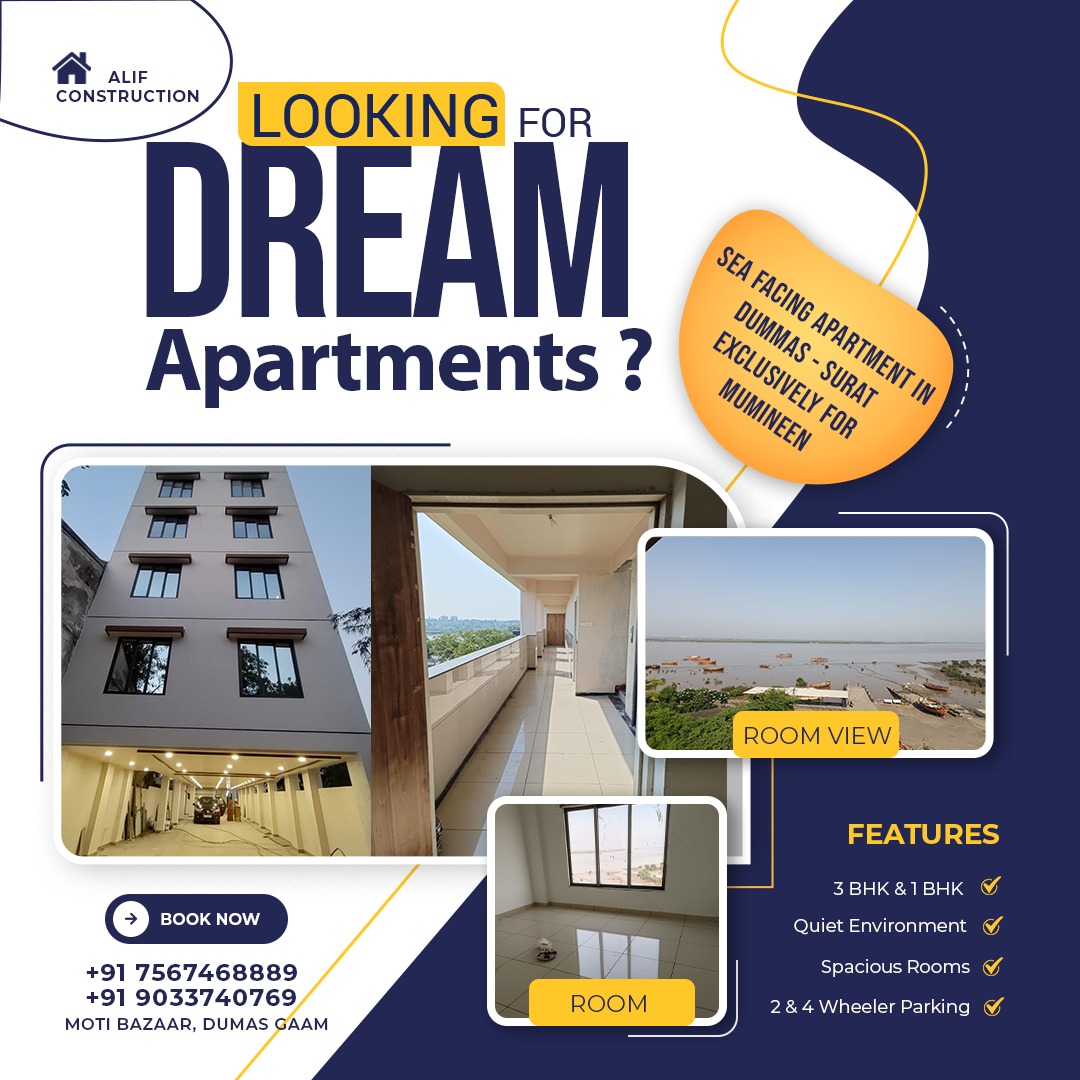 ALIF
CONSTRUCTION
LOOKING FOR
DREAM
Apartments ?
SEA FACING APARTMENT IN
DUMMAS - SURAT
EXCLUSIVELY FOR
MUMINEEN
ROOM VIEW
ROOM
FEATURES
3 BHK & 1 BHK
Quiet Environment
Spacious Rooms
2 & 4 Wheeler Parking
BOOK NOW
+91 7567468889
+91 9033740769
MOTI BAZAAR, DUMAS GAAM